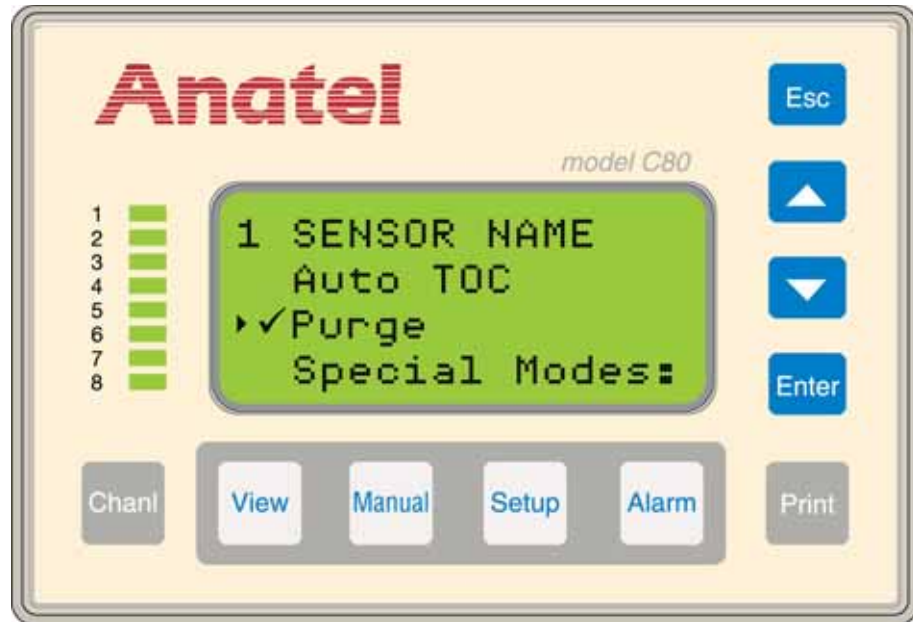 Anatel
model C80
Esc
1
2
3
4
5
6
7
8
1 SENSOR NAME
Auto TOC
✓Purge
Special Modes:
Enter
Chanl
View
Manual
Setup
Alarm
Print